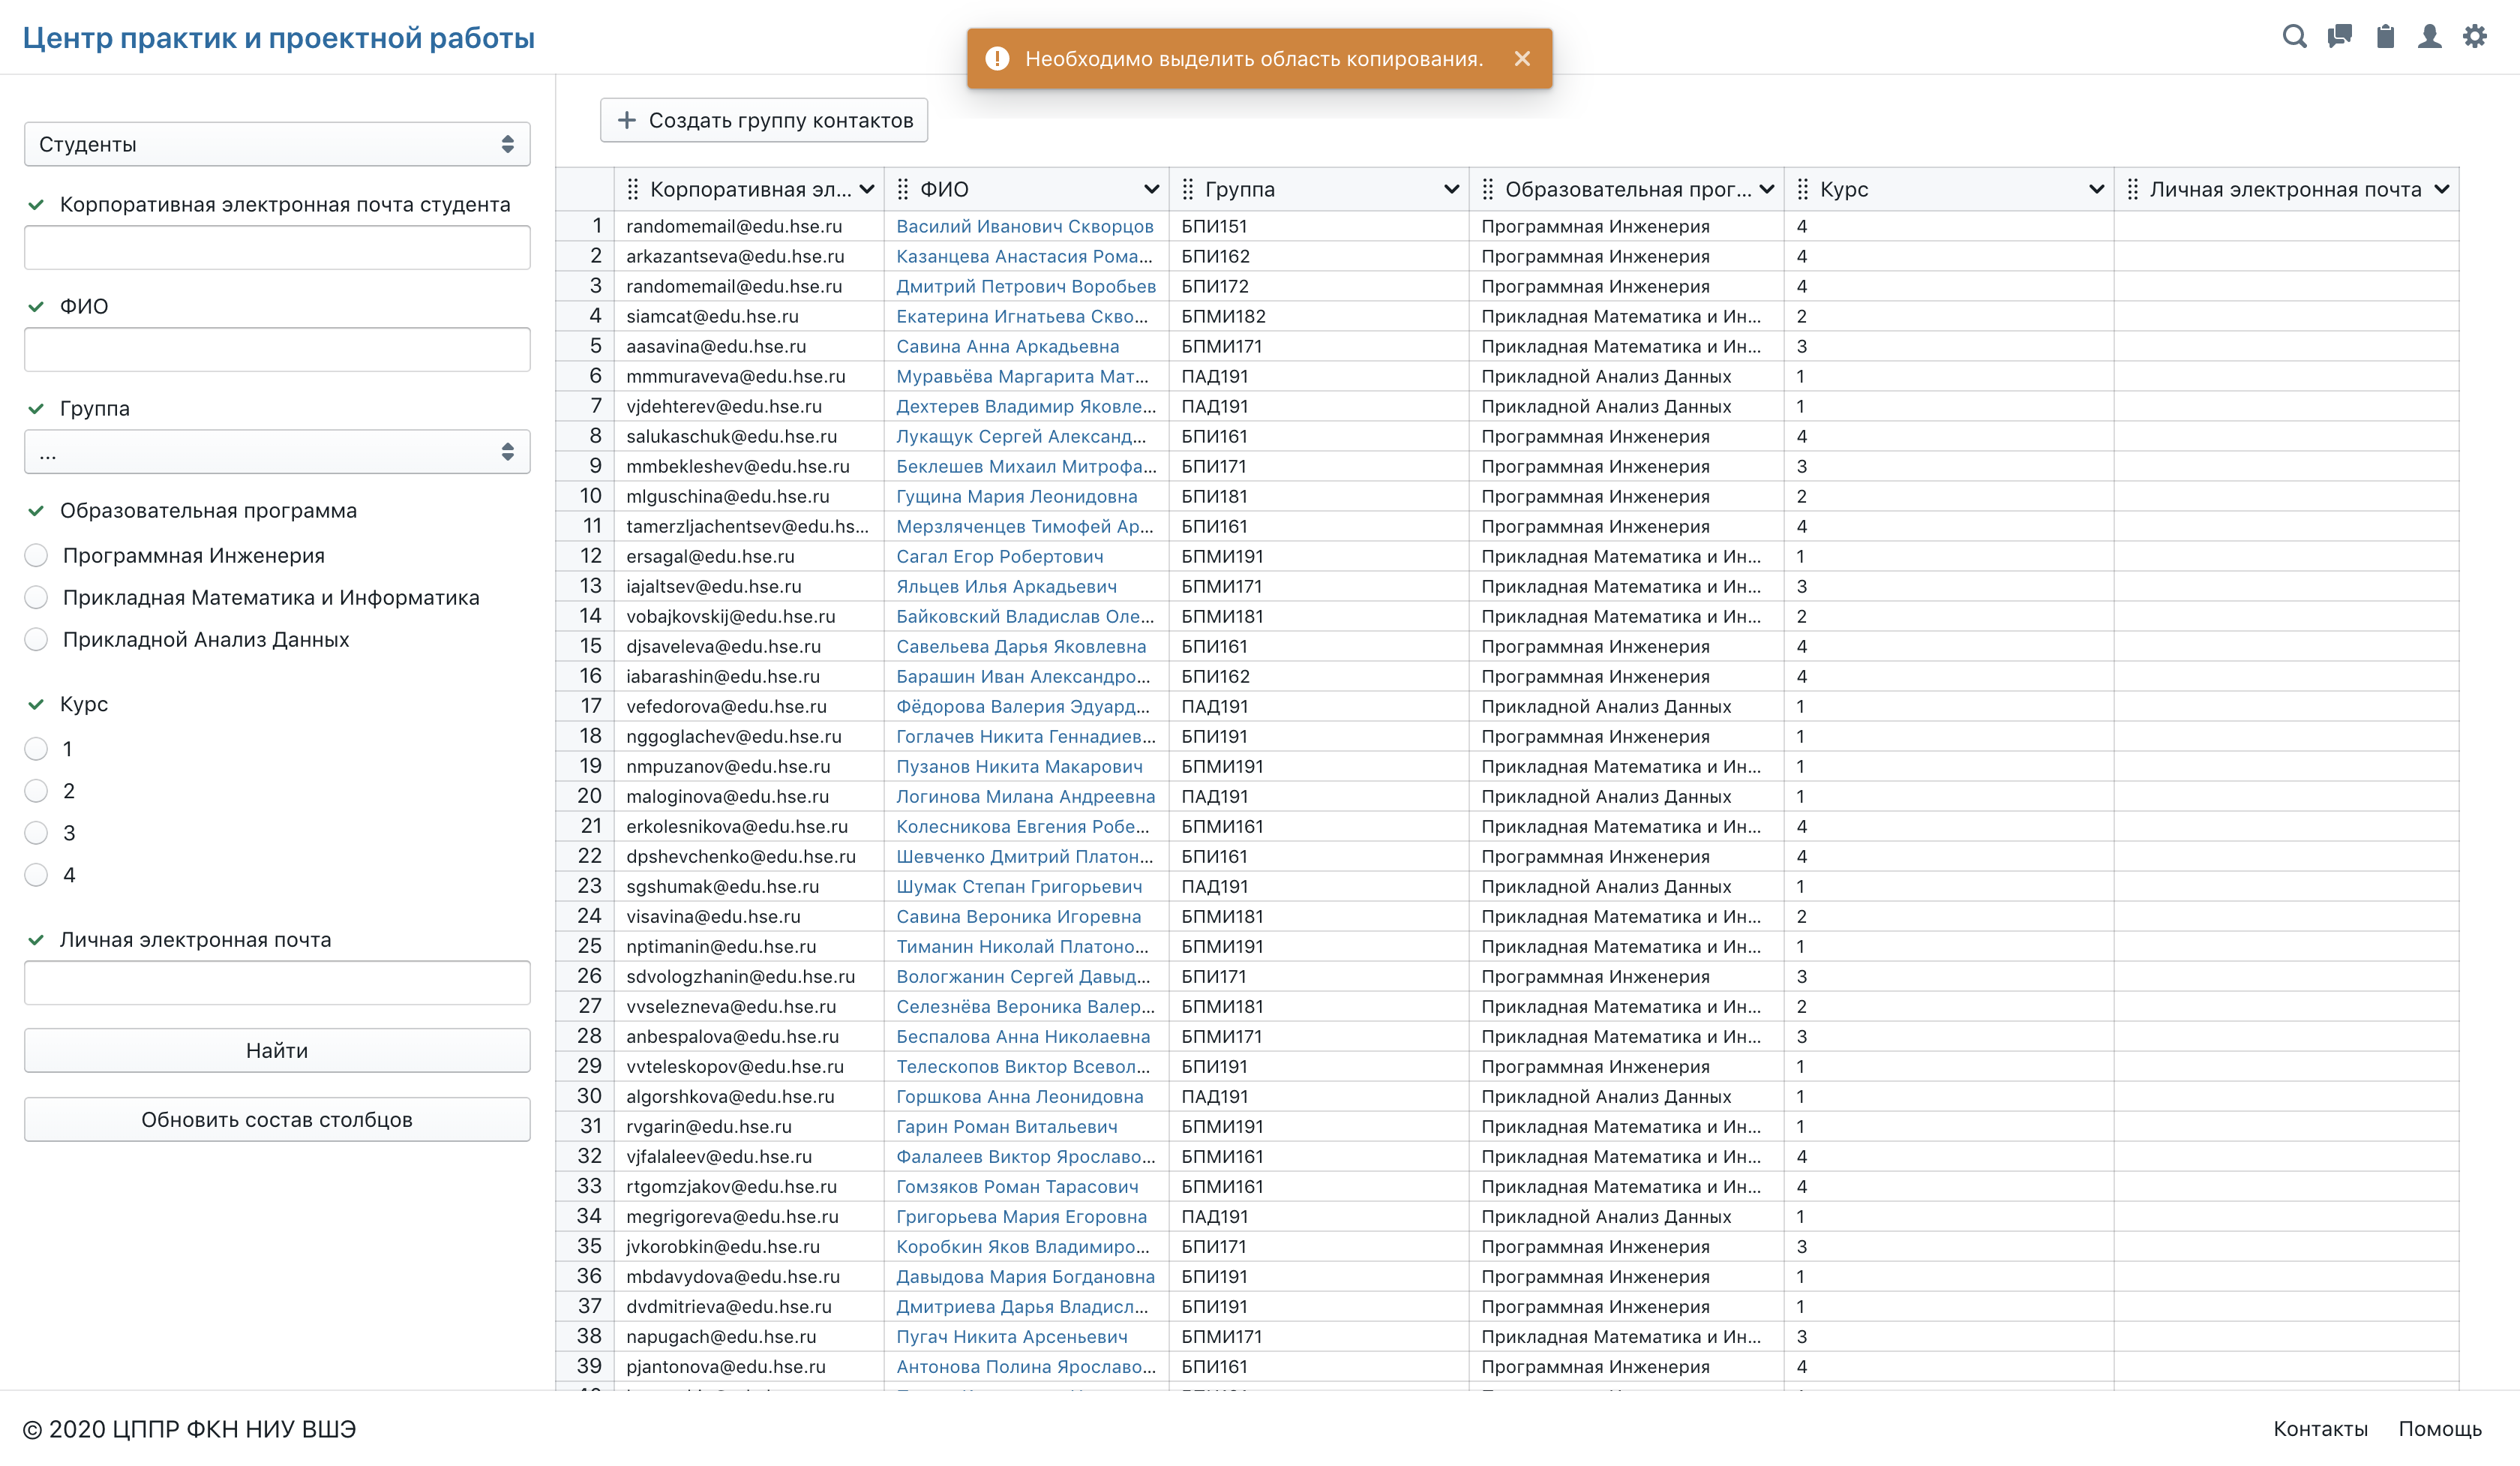 Центр практик и проектной работы
Необходимо выделить область копирования.
Студенты
Корпоративная электронная почта студента
ФИО
Группа
...
Образовательная программа
Программная Инженерия
Прикладная Математика и Информатика
Прикладной Анализ Данных
Курс
1
2
3
4
Личная электронная почта
Найти
Обновить состав столбцов
Создать группу контактов
Корпоративная эл... ФИО Группа Образовательная прог... Курс Личная электронная почта
1 randomemail@edu.hse.ru Василий Иванович Скворцов БПИ151 Программная Инженерия 4
2 arkazantseva@edu.hse.ru Казанцева Анастасия Рома... БПИ162 Программная Инженерия 4
3 randomemail@edu.hse.ru Дмитрий Петрович Воробьев БПИ172 Программная Инженерия 4
4 siamcat@edu.hse.ru Екатерина Игнатьева Скво... БПМИ182 Прикладная Математика и Ин... 2
5 aasavina@edu.hse.ru Савина Анна Аркадьевна БПМИ171 Прикладная Математика и Ин... 3
6 mmmuraveva@edu.hse.ru Муравьёва Маргарита Мат... ПАД191 Прикладной Анализ Данных 1
7 vjdehterev@edu.hse.ru Дехтерев Владимир Яковле... ПАД191 Прикладной Анализ Данных 1
8 salukaschuk@edu.hse.ru Лукащук Сергей Александ... БПИ161 Программная Инженерия 4
9 mmbekleshev@edu.hse.ru Беклешев Михаил Митрофа... БПИ171 Программная Инженерия 3
10 mlguschina@edu.hse.ru Гущина Мария Леонидовна БПИ181 Программная Инженерия 2
11 tamerzljachentsev@edu.hs... Мерзляченцев Тимофей Ар... БПИ161 Программная Инженерия 4
12 ersagal@edu.hse.ru Сагал Егор Робертович БПМИ191 Прикладная Математика и Ин... 1
13 iajaltsev@edu.hse.ru Яльцев Илья Аркадьевич БПМИ171 Прикладная Математика и Ин... 3
14 vobajkovskij@edu.hse.ru Байковский Владислав Оле... БПМИ181 Прикладная Математика и Ин... 2
15 djsaveleva@edu.hse.ru Савельева Дарья Яковлевна БПИ161 Программная Инженерия 4
16 iabarashin@edu.hse.ru Барашин Иван Александро... БПИ162 Программная Инженерия 4
17 vefedorova@edu.hse.ru Фёдорова Валерия Эдуард... ПАД191 Прикладной Анализ Данных 1
18 nggoglachev@edu.hse.ru Гоглачев Никита Геннадиев... БПИ191 Программная Инженерия 1
19 nmpuzanov@edu.hse.ru Пузанов Никита Макарович БПМИ191 Прикладная Математика и Ин... 1
20 maloginova@edu.hse.ru Логинова Милана Андреевна ПАД191 Прикладной Анализ Данных 1
21 erkolesnikova@edu.hse.ru Колесникова Евгения Робе... БПМИ161 Прикладная Математика и Ин... 4
22 dpshevchenko@edu.hse.ru Шевченко Дмитрий Платон... БПИ161 Программная Инженерия 4
23 sgshumak@edu.hse.ru Шумак Степан Григорьевич ПАД191 Прикладной Анализ Данных 1
24 visavina@edu.hse.ru Савина Вероника Игоревна БПМИ181 Прикладная Математика и Ин... 2
25 nptimanin@edu.hse.ru Тиманин Николай Платоно... БПМИ191 Прикладная Математика и Ин... 1
26 sdvologzhanin@edu.hse.ru Вологжанин Сергей Давыд... БПИ171 Программная Инженерия 3
27 vvselezneva@edu.hse.ru Селезнёва Вероника Валер... БПМИ181 Прикладная Математика и Ин... 2
28 anbespalova@edu.hse.ru Беспалова Анна Николаевна БПМИ171 Прикладная Математика и Ин... 3
29 vvteleskopov@edu.hse.ru Телескопов Виктор Всевол... БПИ191 Программная Инженерия 1
30 algorshkova@edu.hse.ru Горшкова Анна Леонидовна ПАД191 Прикладной Анализ Данных 1
31 rvgarin@edu.hse.ru Гарин Роман Витальевич БПМИ191 Прикладная Математика и Ин... 1
32 vjfalaleev@edu.hse.ru Фалалеев Виктор Ярославо... БПМИ161 Прикладная Математика и Ин... 4
33 rtgomzjakov@edu.hse.ru Гомзяков Роман Тарасович БПМИ161 Прикладная Математика и Ин... 4
34 megrigoreva@edu.hse.ru Григорьева Мария Егоровна ПАД191 Прикладной Анализ Данных 1
35 jvkorobkin@edu.hse.ru Коробкин Яков Владимиро... БПИ171 Программная Инженерия 3
36 mbdavydova@edu.hse.ru Давыдова Мария Богдановна БПИ191 Программная Инженерия 1
37 dvdmitrieva@edu.hse.ru Дмитриева Дарья Владисл... БПИ191 Программная Инженерия 1
38 napugach@edu.hse.ru Пугач Никита Арсеньевич БПМИ171 Прикладная Математика и Ин... 3
39 pjantonova@edu.hse.ru Антонова Полина Ярославо... БПИ161 Программная Инженерия 4
© 2020 ЦППР ФКН НИУ ВШЭ
Контакты Помощь